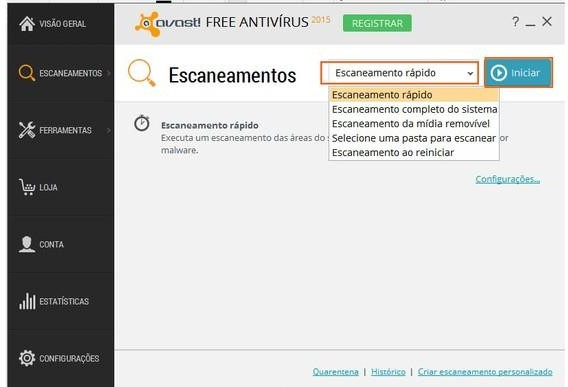 VISÃO GERAL
avast! FREE ANTIVÍRUS 2015
REGISTRAR
?
ESCANEAMENTOS
FERRAMENTAS
LOJA
CONTA
ESTATÍSTICAS
CONFIGURAÇÕES
Escaneamentos
Escaneamento rápido
Iniciar
Escaneamento rápido
Escaneamento completo do sistema
Escaneamento da mídia removível
Selecione uma pasta para escanear
Escaneamento ao reiniciar
Escaneamento rápido
Executa um escaneamento das áreas do s or
malware.
Configurações...
Quarentena | Histórico | Criar escaneamento personalizado